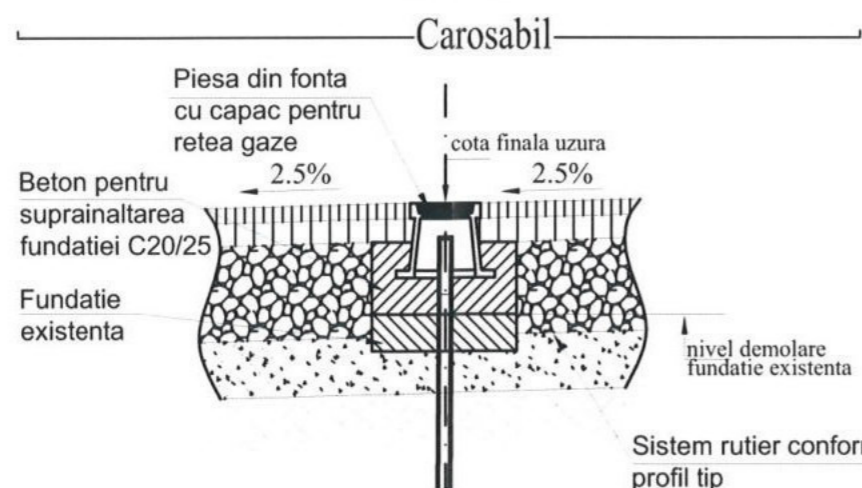 Carosabil
Piesa din fonta
cu capac pentru
retea gaze
cota finala uzura
2.5%
2.5%
Beton pentru
suprainaltarea
fundatiei C20/25
Fundatie
existenta
nivel demolare
fundatie existenta
Sistem rutier conform
profil tip